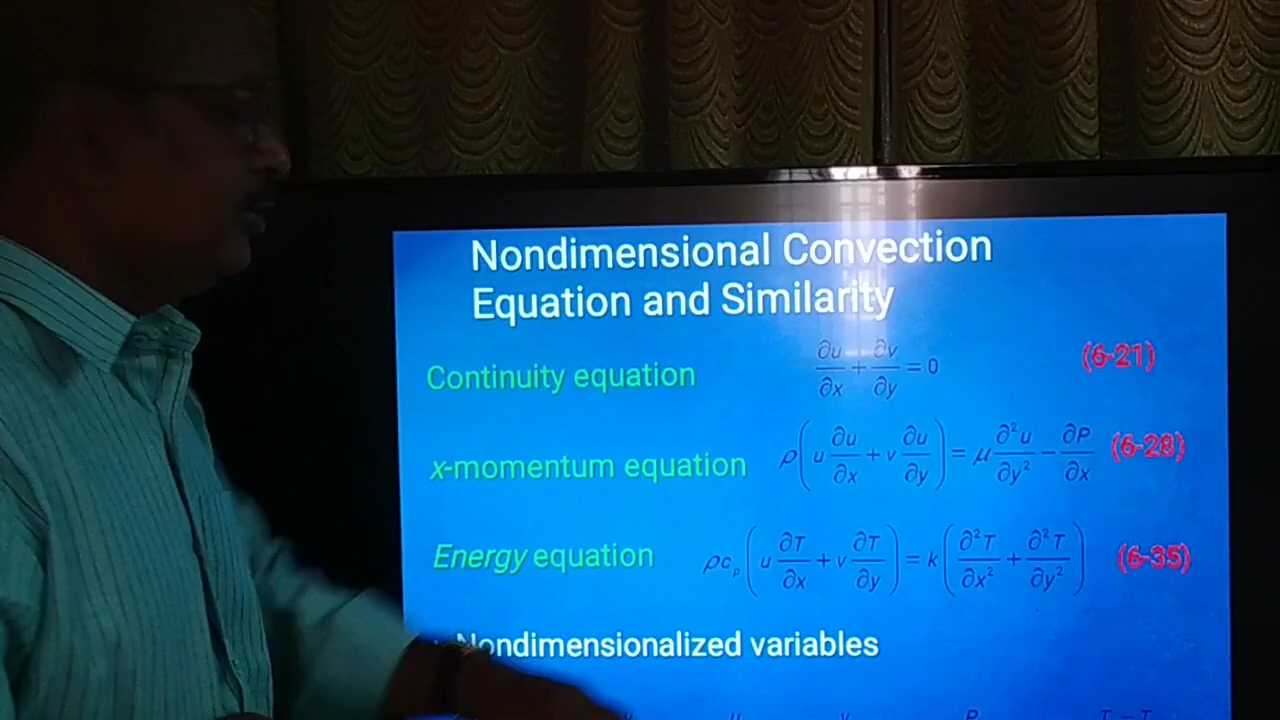 Nondimensional Convection
Equation and Similarity
Continuity equation ∂u/∂x + ∂v/∂y = 0 (6-21)
x-momentum equation ρ(u ∂u/∂x + v ∂u/∂y) = μ ∂²u/∂y² − ∂P/∂x (6-28)
Energy equation ρc_p(u ∂T/∂x + v ∂T/∂y) = k(∂²T/∂x² + ∂²T/∂y²) (6-35)
Nondimensionalized variables